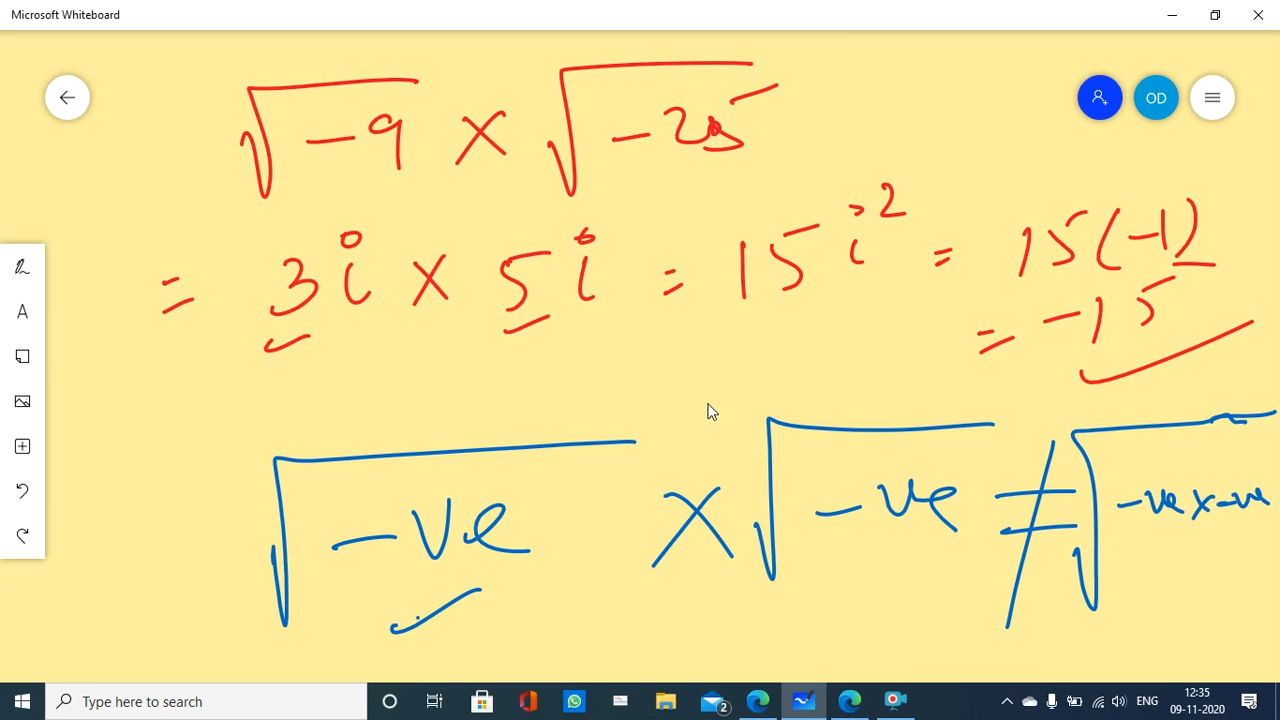 Microsoft Whiteboard
√-9 × √-25
OD
= 3i × 5i = 15i² = 15(-1)
= -15
√-ve × √-ve ≠ √-ve x -ve
A
Type here to search
2
ENG
12:35
09-11-2020